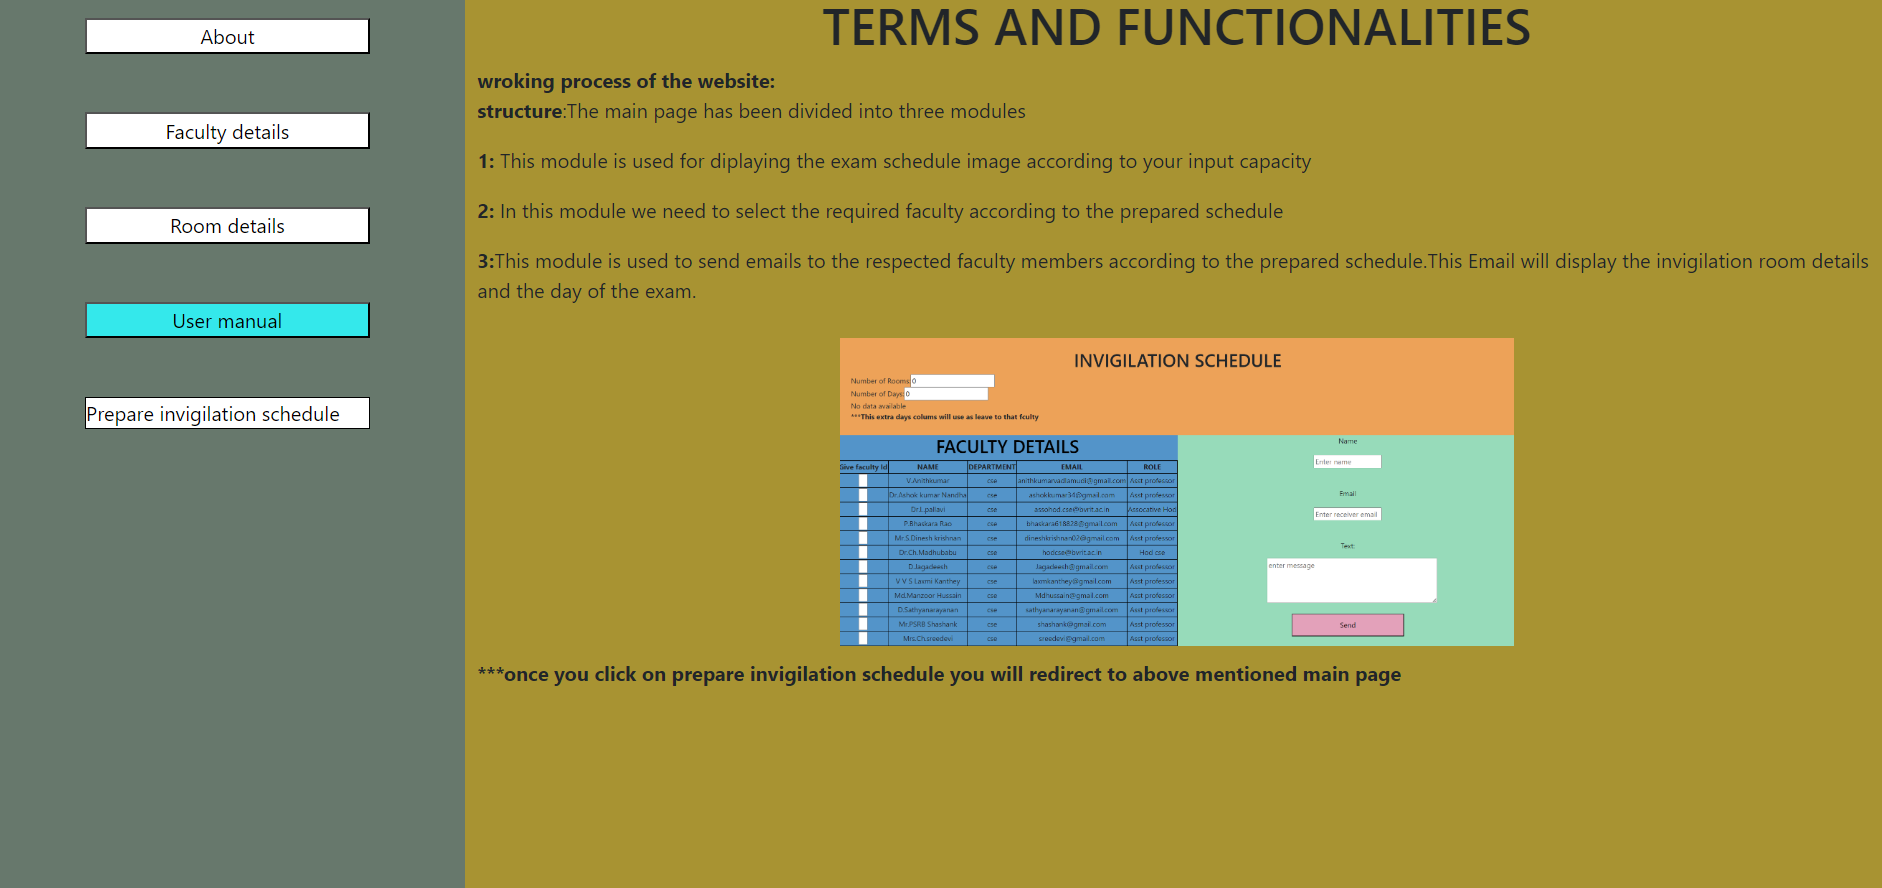 About
Faculty details
Room details
User manual
Prepare invigilation schedule
TERMS AND FUNCTIONALITIES
wroking process of the website:
structure:The main page has been divided into three modules
1: This module is used for diplaying the exam schedule image according to your input capacity
2: In this module we need to select the required faculty according to the prepared schedule
3:This module is used to send emails to the respected faculty members according to the prepared schedule.This Email will display the invigilation room details
and the day of the exam.
INVIGILATION SCHEDULE
Number of Rooms: 0
Number of Days: 0
No data available
***This extra days colums will use as leave to that fculty
FACULTY DETAILS
Give faculty Id NAME DEPARTMENT EMAIL ROLE
V.Anithkumar cse anithkumarvadlamudi@gmail.com Asst professor
Dr.Ashok kumar Nandha cse ashokkumar34@gmail.com Asst professor
Dr.L.pallavi cse assohod.cse@bvrit.ac.in Assocative Hod
P.Bhaskara Rao cse bhaskara618828@gmail.com Asst professor
Mr.S.Dinesh krishnan cse dineshkrishnan02@gmail.com Asst professor
Dr.Ch.Madhubabu cse hodcse@bvrit.ac.in Hod cse
D.Jagadeesh cse Jagadeesh@gmail.com Asst professor
V V S Laxmi Kanthey cse laxmikanthey@gmail.com Asst professor
Md.Manzoor Hussain cse Mdhussain@gmail.com Asst professor
D.Sathyanarayanan cse sathyanarayanan@gmail.com Asst professor
Mr.PSRB Shashank cse shashank@gmail.com Asst professor
Mrs.Ch.sreedevi cse sreedevi@gmail.com Asst professor
Name
Enter name
Email
Enter receiver email
Text:
enter message
Send
***once you click on prepare invigilation schedule you will redirect to above mentioned main page